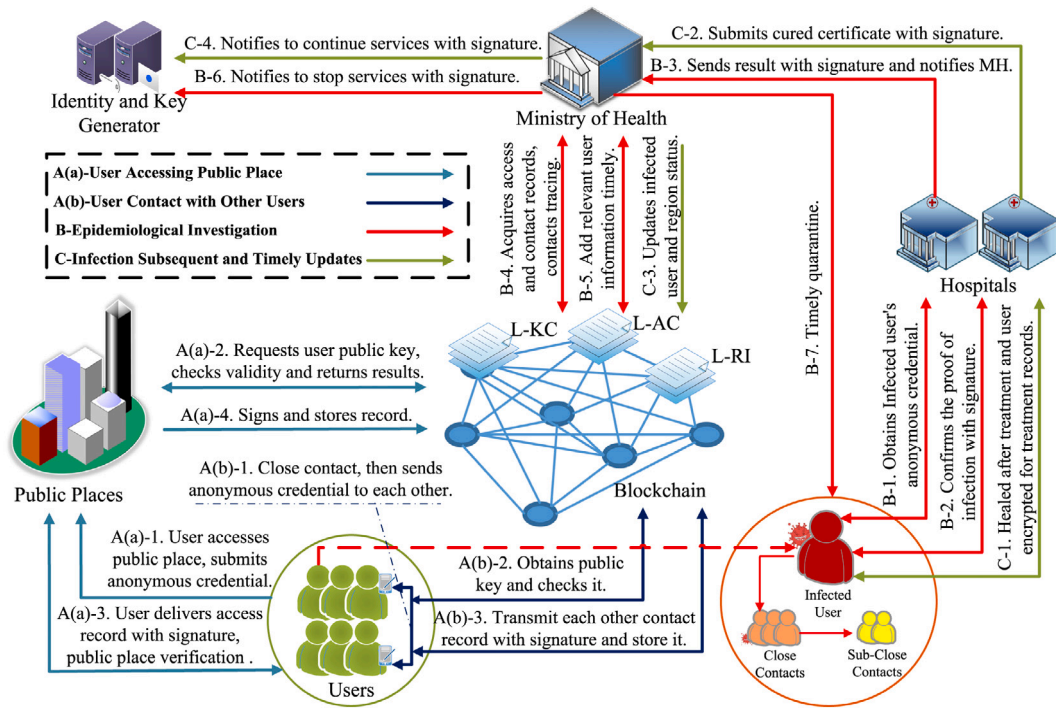 C-4. Notifies to continue services with signature.
B-6. Notifies to stop services with signature.
C-2. Submits cured certificate with signature.
B-3. Sends result with signature and notifies MH.
Identity and Key
Generator
Ministry of Health
A(a)-User Accessing Public Place
A(b)-User Contact with Other Users
B-Epidemiological Investigation
C-Infection Subsequent and Timely Updates
B-4. Acquires access
and contact records,
contacts tracing.
B-5. Add relevant user
information timely.
C-3. Updates infected
user and region status.
B-7. Timely quarantine.
Hospitals
B-1. Obtains Infected user's
anonymous credential.
B-2. Confirms the proof of
infection with signature.
C-1. Healed after treatment and user
encrypted for treatment records.
L-KC
L-AC
L-RI
A(a)-2. Requests user public key,
checks validity and returns results.
A(a)-4. Signs and stores record.
Public Places
A(b)-1. Close contact, then sends
anonymous credential to each other.
Blockchain
A(a)-1. User accesses
public place, submits
anonymous credential.
A(a)-3. User delivers access
record with signature,
public place verification .
A(b)-2. Obtains public
key and checks it.
A(b)-3. Transmit each other contact
record with signature and store it.
Users
Infected
User
Close
Contacts
Sub-Close
Contacts